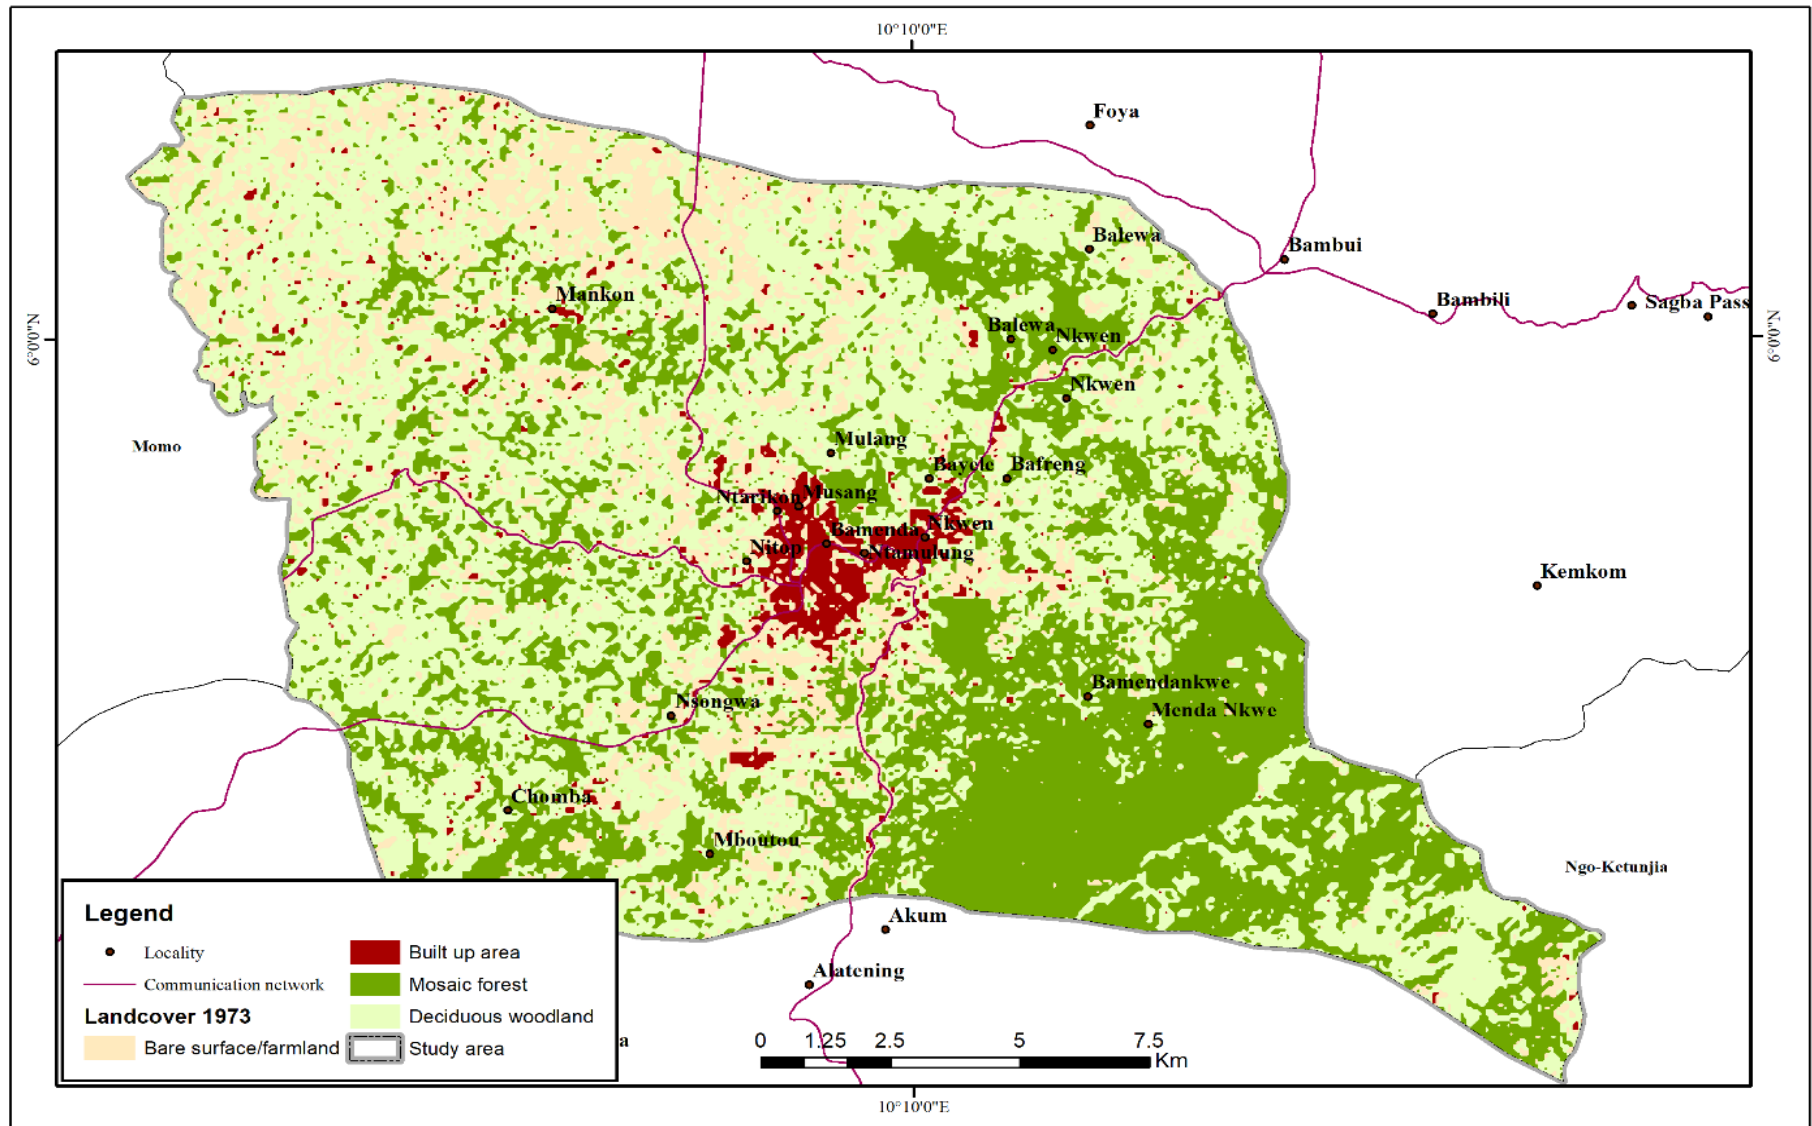 10°10'0"E
Foya
Balewa
Bambui
Mankon
Bambili
Sagba Pass
6°0'0"N
6°0'0"N
Balewa
Nkwen
Nkwen
Momo
Mulang
Bayele
Bafreng
Ntarikon
Musang
Bamenda
Nkwen
Nitop
Ntamulung
Kemkom
Bamendankwe
Menda Nkwe
Nsongwa
Chomba
Mboutou
Ngo-Ketunjia
Akum
Alatening
Legend
Locality
Communication network
Landcover 1973
Bare surface/farmland
Built up area
Mosaic forest
Deciduous woodland
Study area
a
0 1.25 2.5 5 7.5
Km
10°10'0"E